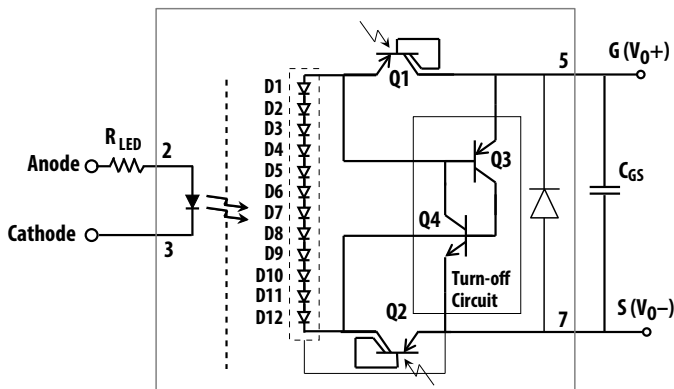 5
G (V0+)
Q1
D1
D2
D3
D4
D5
D6
D7
D8
D9
D10
D11
D12
RLED
2
Anode
Cathode
3
Q3
Q4
CGS
Turn-off
Circuit
Q2
7
S (V0–)